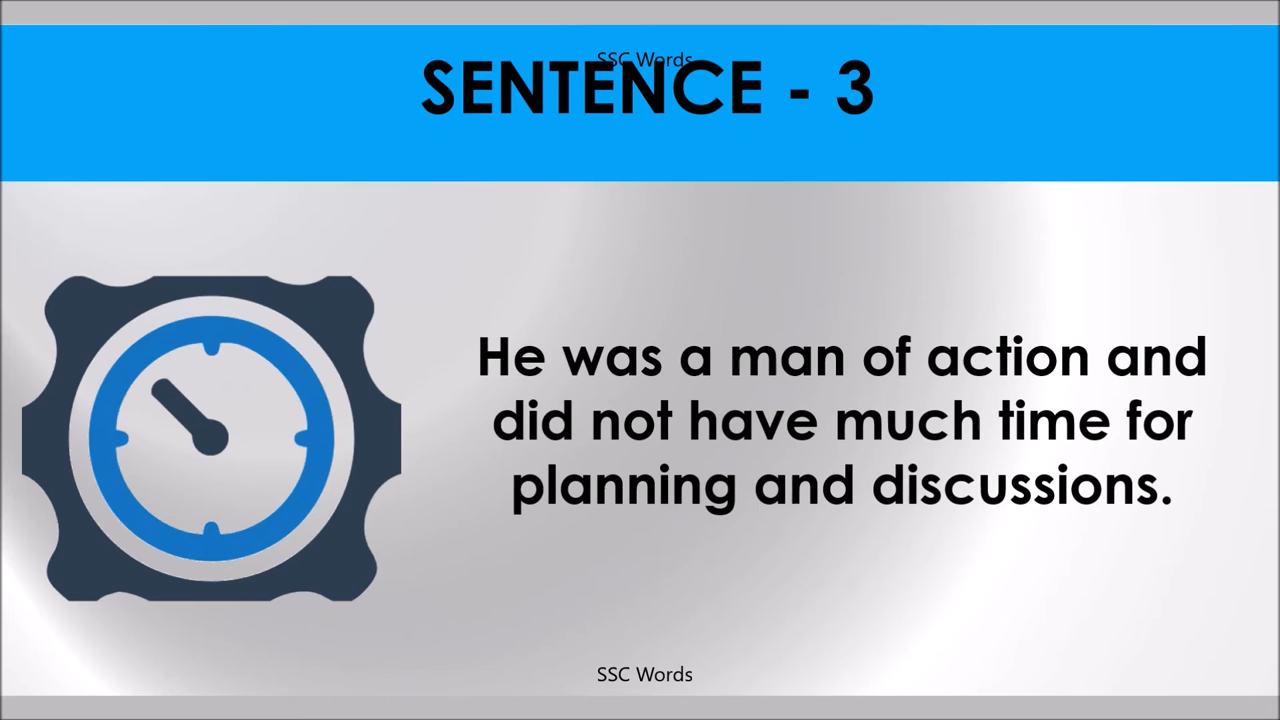 SSC Words
SENTENCE - 3
He was a man of action and
did not have much time for
planning and discussions.
SSC Words